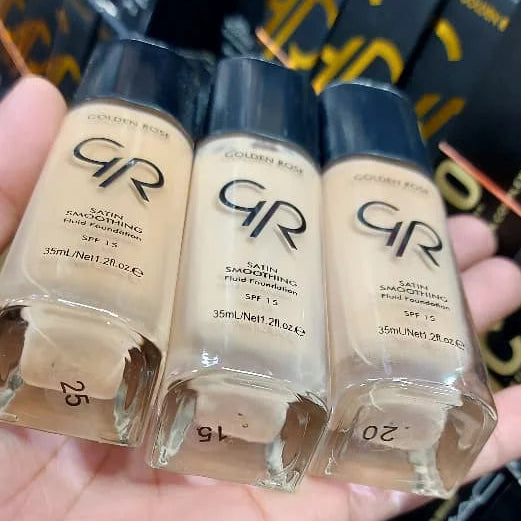 GOLDEN ROSE
GR
SATIN
SMOOTHING
Fluid Foundation
SPF 15
35mL/Net1.2fl.oz.e
25
GOLDEN ROSE
GR
SATIN
SMOOTHING
Fluid Foundation
SPF 15
35mL/Net1.2fl.oz.e
15
GOLDEN ROSE
GR
SATIN
SMOOTHING
Fluid Foundation
SPF 15
35mL/Net1.2fl.oz.e
20